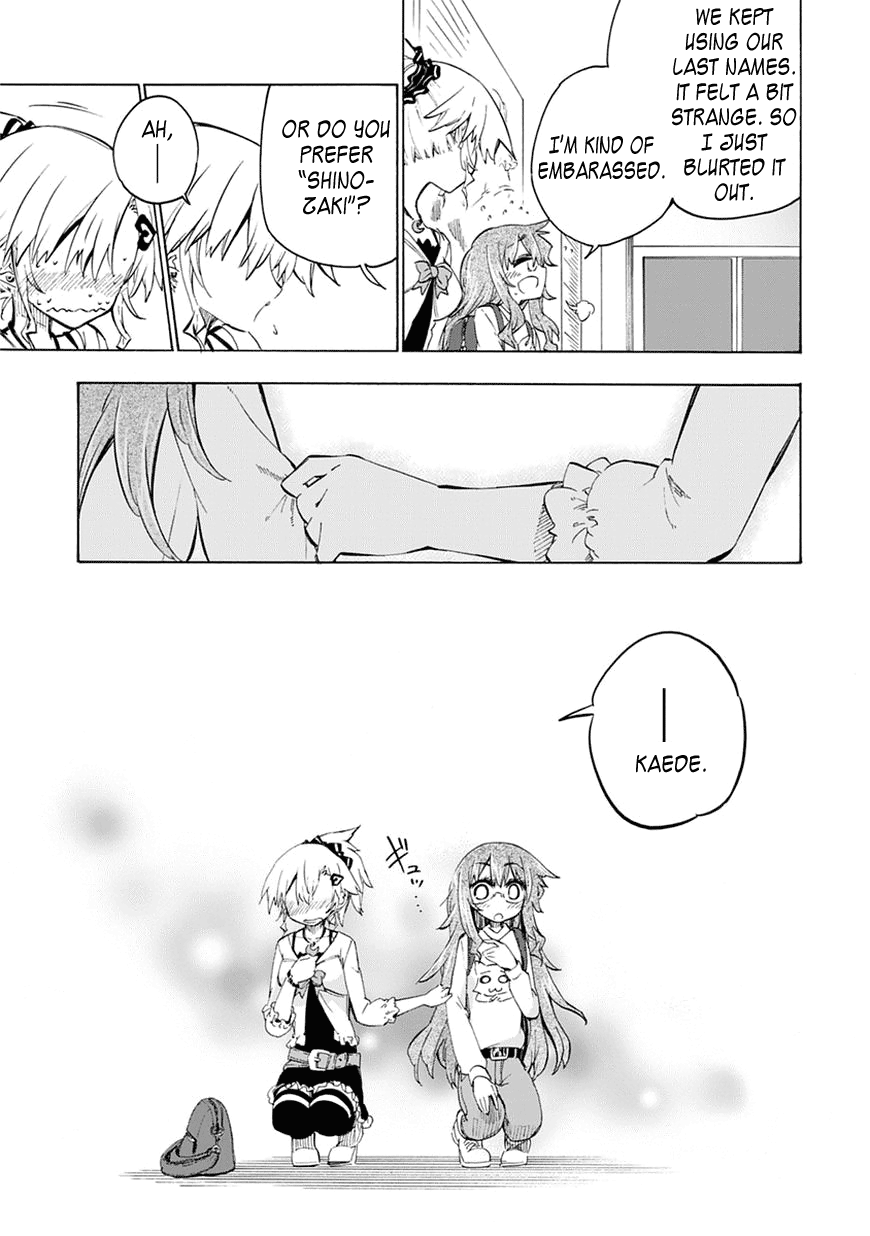 WE KEPT
USING OUR
LAST NAMES.
IT FELT A BIT
STRANGE. SO
I JUST
BLURTED IT
OUT.
I'M KIND OF
EMBARASSED.
OR DO YOU
PREFER
"SHINO-
ZAKI"?
AH,
—
—
KAEDE.
ギュッ…